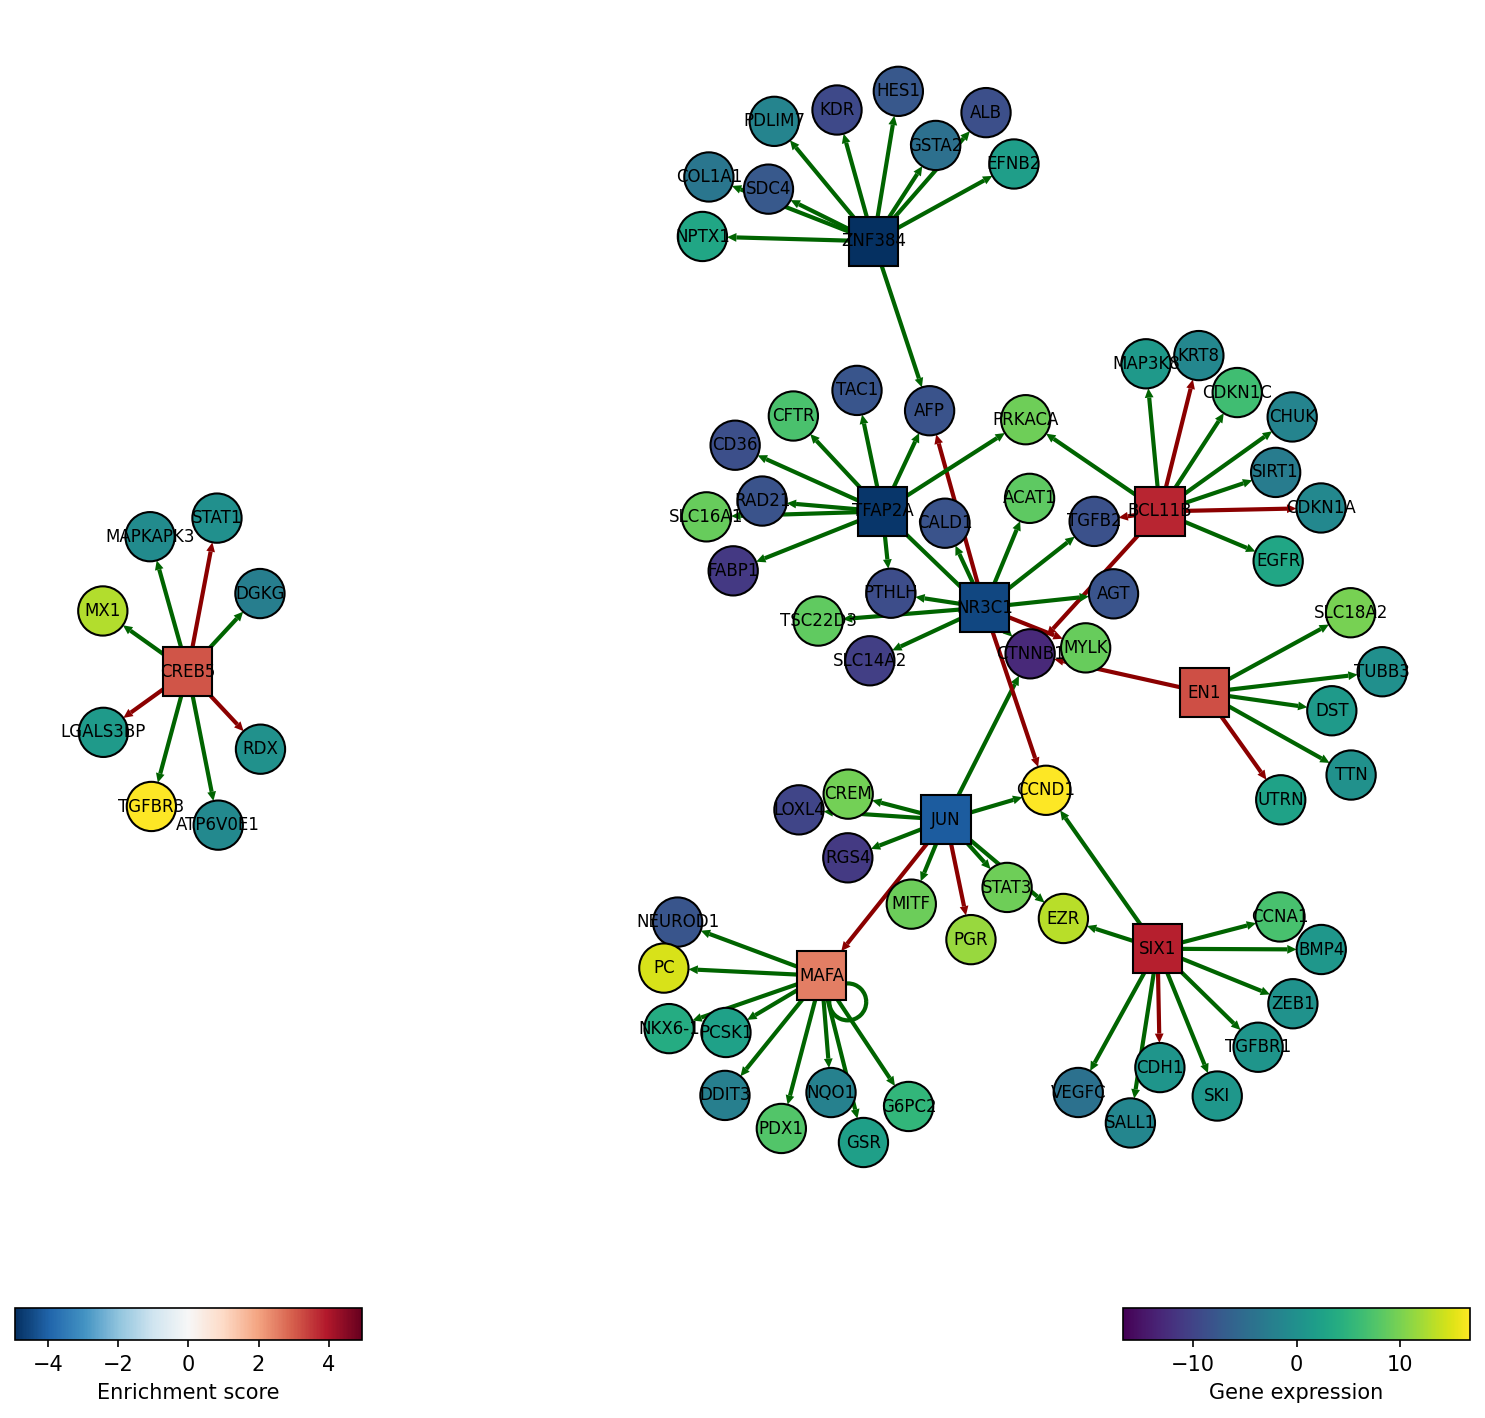 HES1
KDR
ALB
PDLIM7
GSTA2
EFNB2
COL1A1
SDC4
NPTX1
ZNF384
MAP3K8
KRT8
TAC1
CDKN1C
AFP
CFTR
PRKACA
CHUK
CD36
SIRT1
ACAT1
RAD21
CDKN1A
SLC16A1
TFAP2A
BCL11B
STAT1
CALD1
TGFB2
MAPKAPK3
EGFR
FABP1
PTHLH
AGT
DGKG
NR3C1
MX1
SLC18A2
TSC22D3
MYLK
CTNNB1
SLC14A2
CREB5
TUBB3
EN1
DST
LGALS3BP
RDX
TTN
CCND1
CREM
UTRN
TGFBR3
LOXL4
JUN
ATP6V0E1
RGS4
STAT3
MITF
CCNA1
EZR
NEUROD1
PGR
SIX1
BMP4
PC
MAFA
ZEB1
NKX6-1
PCSK1
TGFBR1
CDH1
NQO1
VEGFC
DDIT3
SKI
G6PC2
SALL1
PDX1
GSR
−4 −2 0 2 4
Enrichment score
−10 0 10
Gene expression